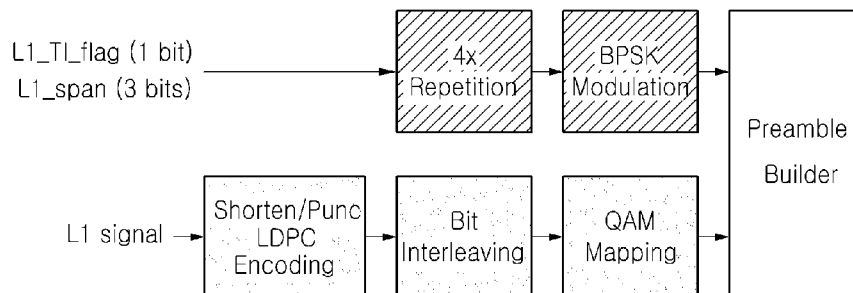 L1_TI_flag (1 bit)
L1_span (3 bits)
4x
Repetition
BPSK
Modulation
Preamble
Builder
L1 signal
Shorten/Punc
LDPC
Encoding
Bit
Interleaving
QAM
Mapping